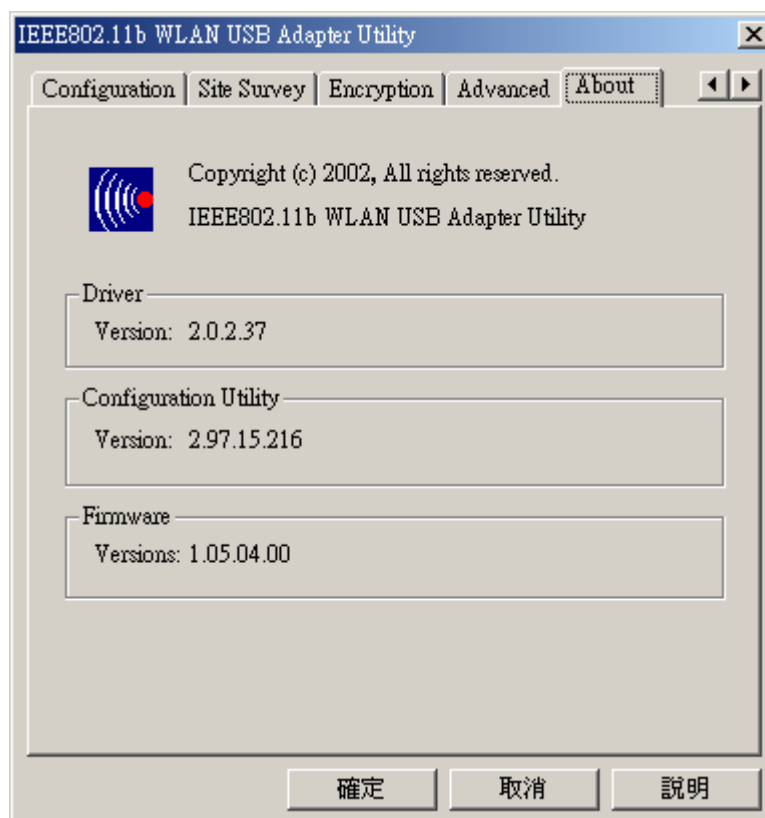 IEEE802.11b WLAN USB Adapter Utility
Configuration Site Survey Encryption Advanced About
Copyright (c) 2002, All rights reserved.
IEEE802.11b WLAN USB Adapter Utility
Driver
Version: 2.0.2.37
Configuration Utility
Version: 2.97.15.216
Firmware
Versions: 1.05.04.00
確定 取消 說明